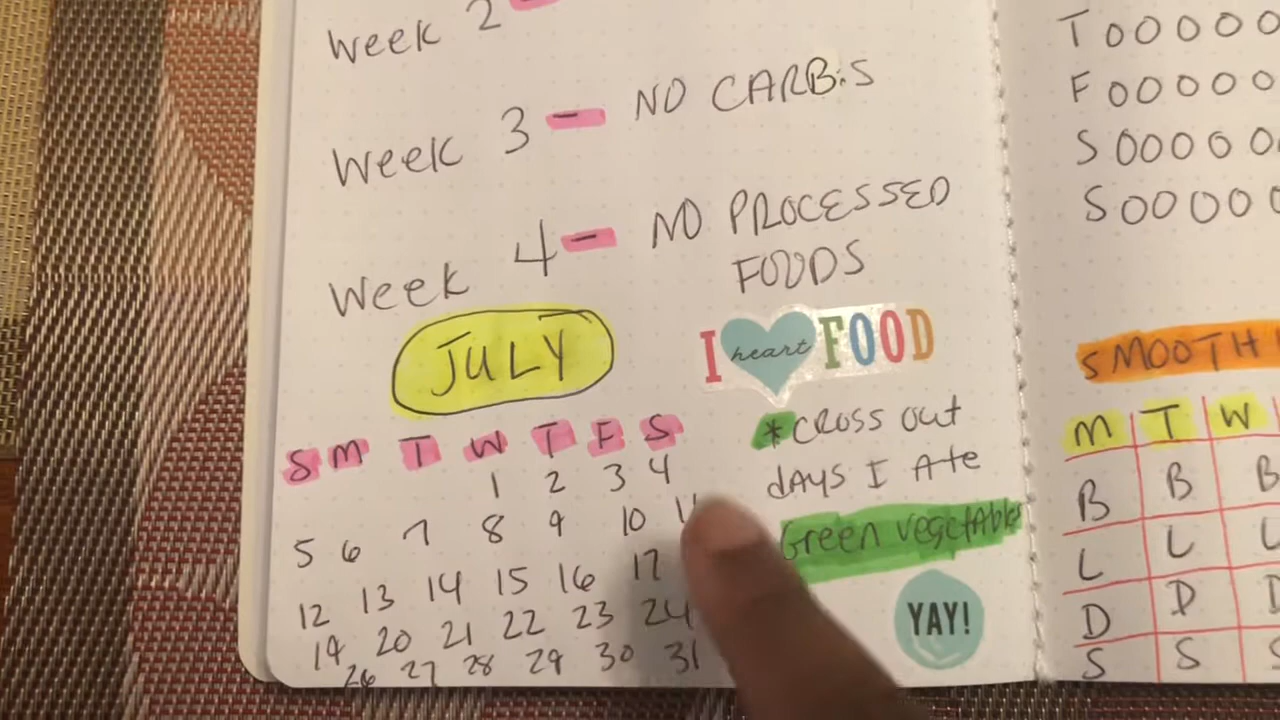 Week 2
Week 3 - NO CARB.S
Week 4 - NO PROCESSED
FOODS
JULY
I heart FOOD
S M T W T F S
1 2 3 4
5 6 7 8 9 10 11
12 13 14 15 16 17
19 20 21 22 23 24
26 27 28 29 30 31
*CROSS OUT
dAYS I Ate
Green vegetables
YAY!
T O O O O O
F O O O O O
S O O O O O
S O O O O O
SMOOTH
M T W
B B B
L L L
D D D
S S S